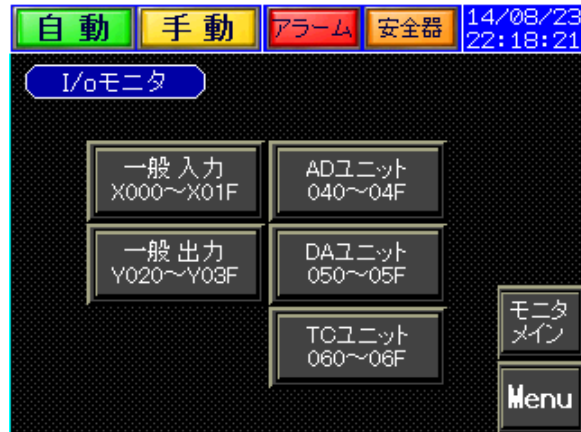 自動 手動 アラーム 安全器 14/08/23
22:18:21
I/oモニタ
一般 入力
X000〜X01F
ADユニット
040〜04F
一般 出力
Y020〜Y03F
DAユニット
050〜05F
TCユニット
060〜06F
モニタ
メイン
Menu